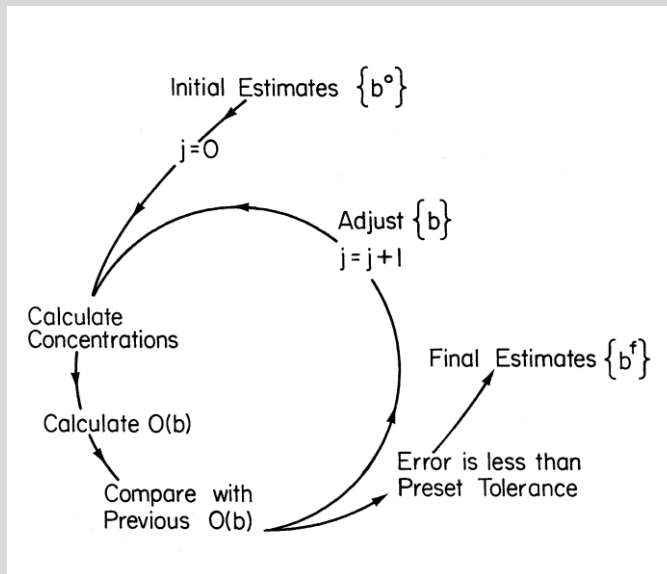 Initial Estimates {b°}
j=0
Adjust {b}
j=j+1
Calculate
Concentrations
Final Estimates {bᶠ}
Calculate O(b)
Error is less than
Preset Tolerance
Compare with
Previous O(b)